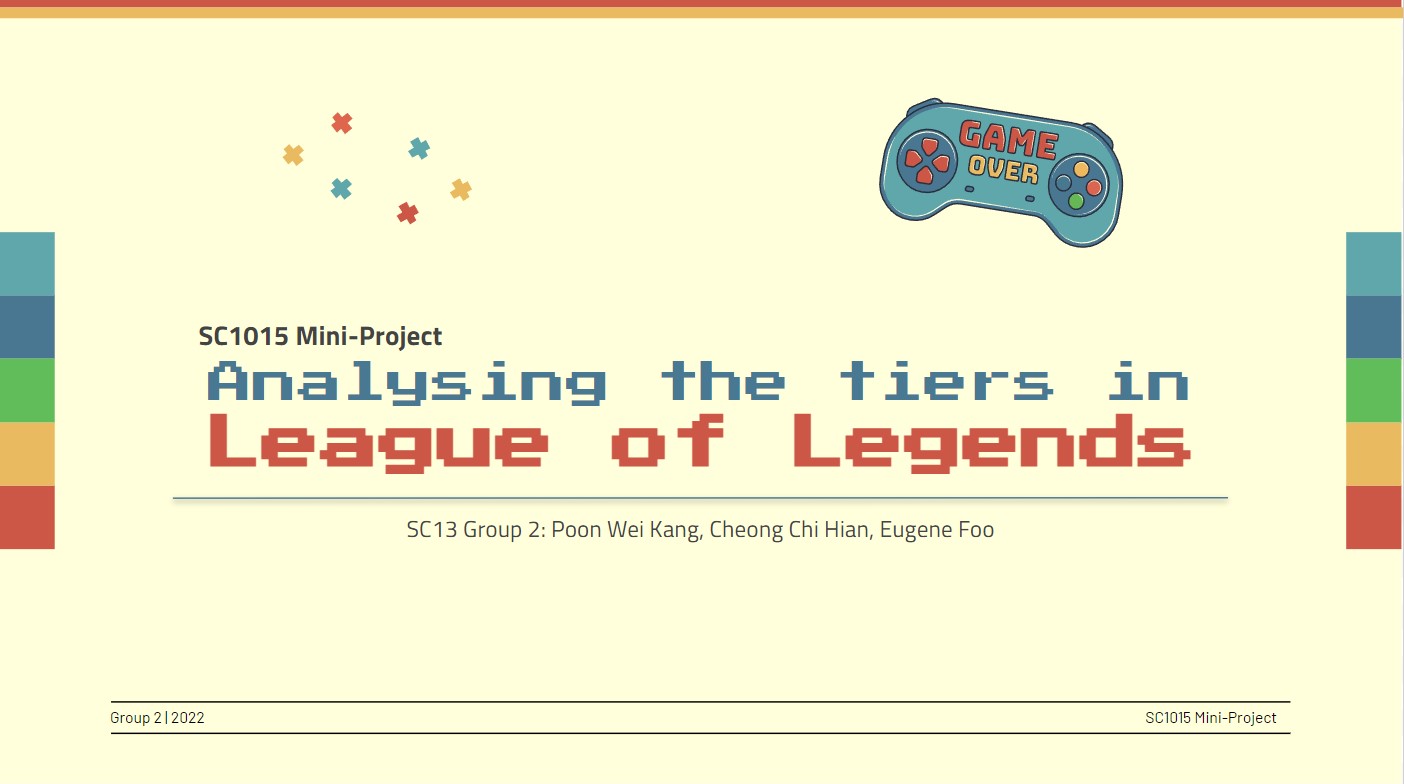 GAME
OVER
SC1015 Mini-Project
Analysing the tiers in
League of Legends
SC13 Group 2: Poon Wei Kang, Cheong Chi Hian, Eugene Foo
Group 2 | 2022
SC1015 Mini-Project